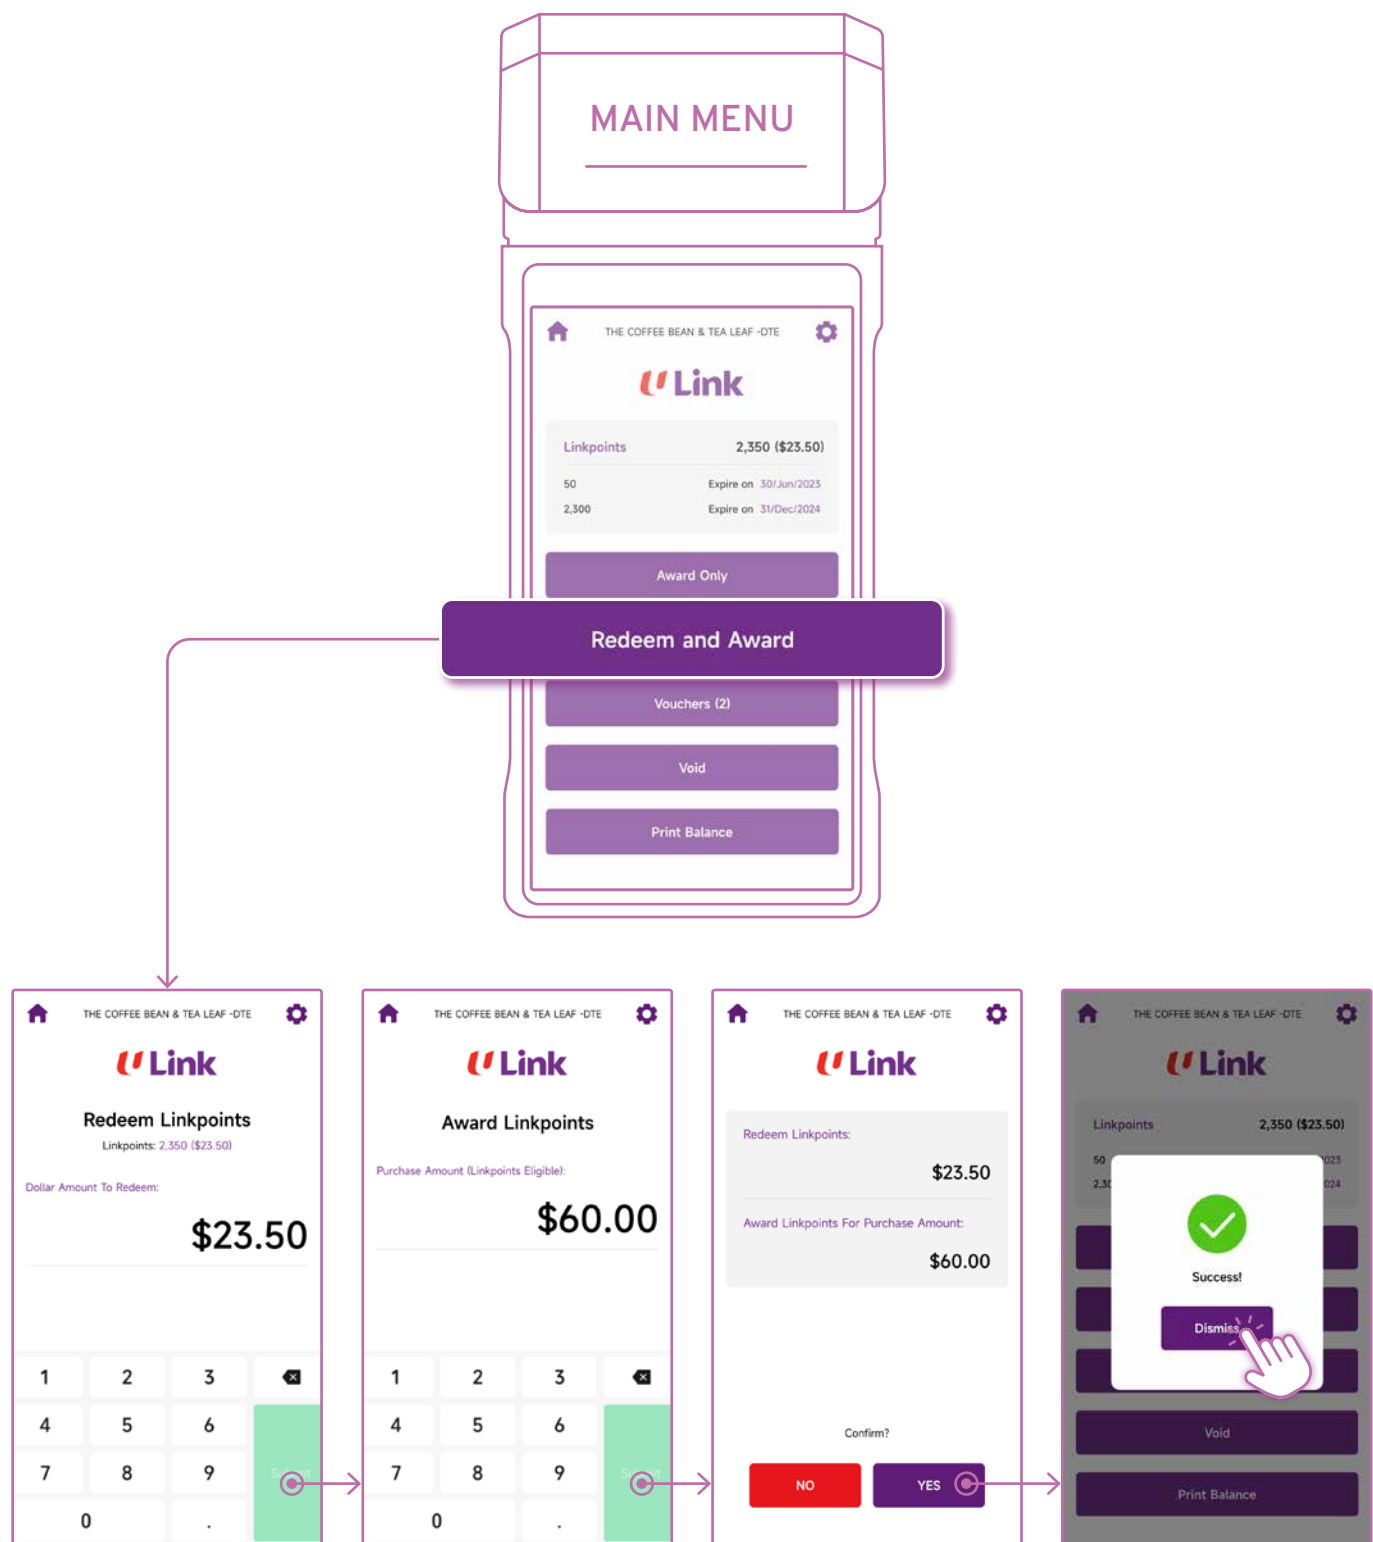 MAIN MENU
THE COFFEE BEAN & TEA LEAF -DTE
Link
Linkpoints 2,350 ($23.50)
50 Expire on 30/Jun/2023
2,300 Expire on 31/Dec/2024
Award Only
Redeem and Award
Vouchers (2)
Void
Print Balance
THE COFFEE BEAN & TEA LEAF -DTE
Link
Redeem Linkpoints
Linkpoints: 2,350 ($23.50)
Dollar Amount To Redeem:
$23.50
1 2 3
4 5 6
7 8 9
0 .
THE COFFEE BEAN & TEA LEAF -DTE
Link
Award Linkpoints
Purchase Amount (Linkpoints Eligible):
$60.00
1 2 3
4 5 6
7 8 9
0 .
THE COFFEE BEAN & TEA LEAF -DTE
Link
Redeem Linkpoints:
$23.50
Award Linkpoints For Purchase Amount:
$60.00
Confirm?
NO YES
THE COFFEE BEAN & TEA LEAF -DTE
Link
Linkpoints 2,350 ($23.50)
50
Success!
Dismiss
Void
Print Balance